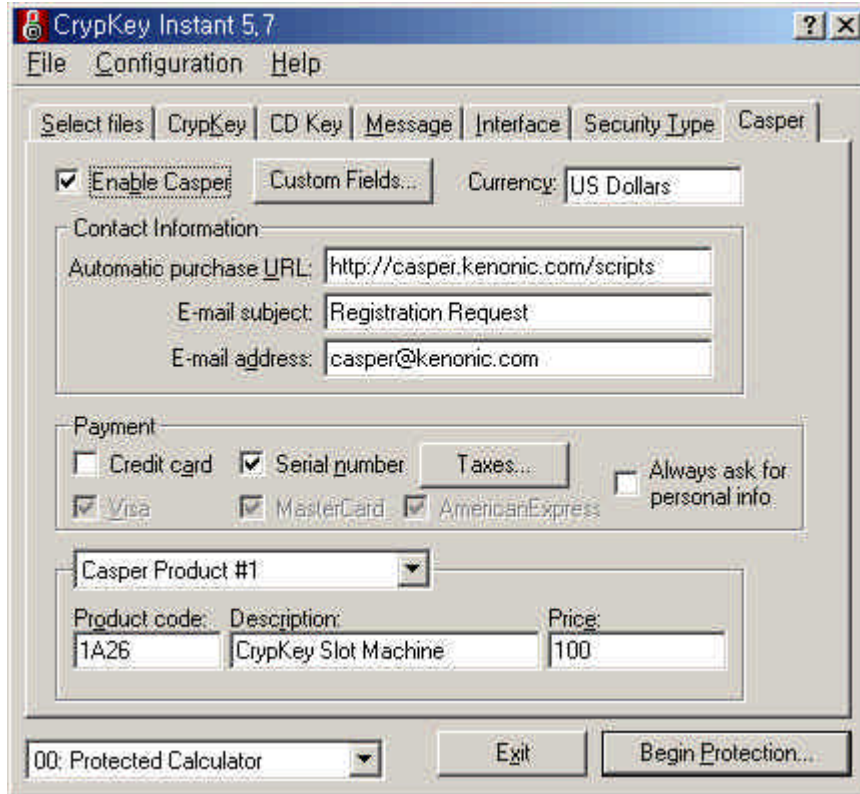 CrypKey Instant 5,7
File Configuration Help
Select files CrypKey CD Key Message Interface Security Type Casper
Enable Casper Custom Fields... Currency: US Dollars
Contact Information
Automatic purchase URL: http://casper.kenonic.com/scripts
E-mail subject: Registration Request
E-mail address: casper@kenonic.com
Payment
Credit card Serial number Taxes... Always ask for
personal info
Visa MasterCard AmericanExpress
Casper Product #1
Product code: Description: Price:
1A26 CrypKey Slot Machine 100
00: Protected Calculator Exit Begin Protection...